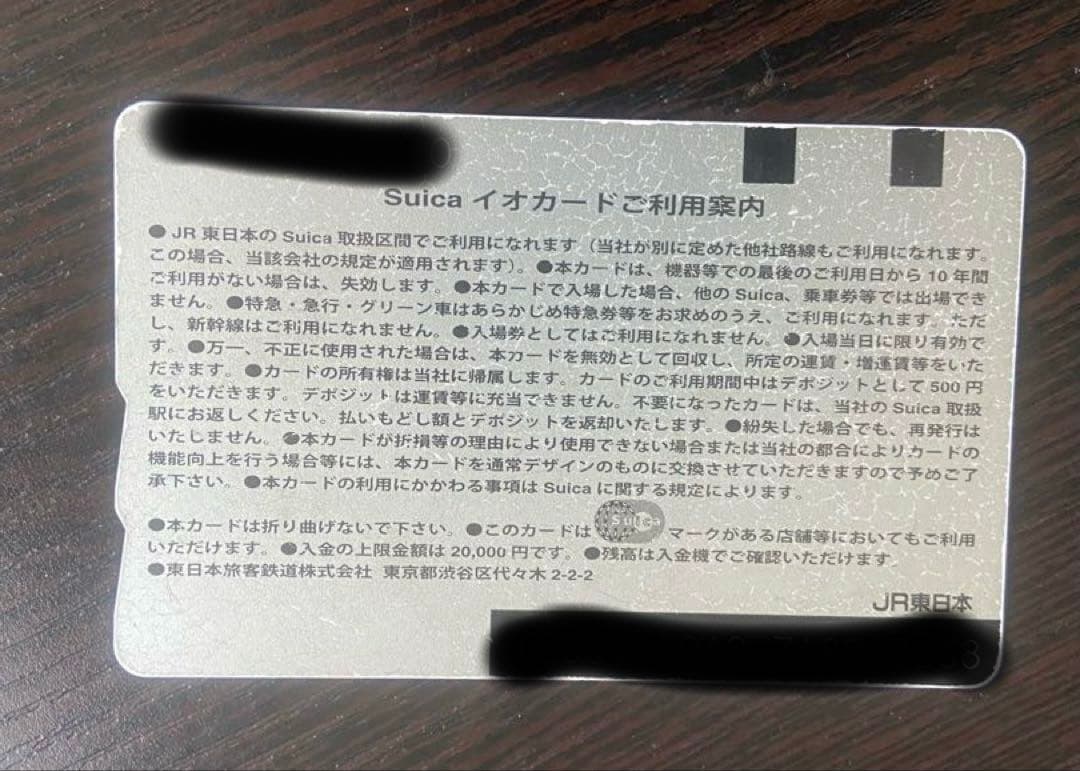 Suica イオカードご利用案内
●JR東日本のSuica取扱区間でご利用になれます（当社が別に定めた他社路線もご利用になれます。
この場合、当該会社の規定が適用されます）。●本カードは、機器等での最後のご利用日から10年間
ご利用がない場合は、失効します。●本カードで入場した場合、他のSuica、乗車券等では出場でき
ません。●特急・急行・グリーン車はあらかじめ特急券等をお求めのうえ、ご利用になれます。ただ
し、新幹線はご利用になれません。●入場券としてはご利用になれません。●入場当日に限り有効で
す。●万一、不正に使用された場合は、本カードを無効として回収し、所定の運賃・増運賃等をいた
だきます。●カードの所有権は当社に帰属します。カードのご利用期間中はデポジットとして500円
をいただきます。デポジットは運賃等に充当できません。不要になったカードは、当社のSuica取扱
駅にお返しください。払いもどし額とデポジットを返却いたします。●紛失した場合でも、再発行は
いたしません。●本カードが折損等の理由により使用できない場合または当社の都合によりカードの
機能向上を行う場合等には、本カードを通常デザインのものに交換させていただきますので予めご了
承下さい。●本カードの利用にかかわる事項はSuicaに関する規定によります。
●本カードは折り曲げないで下さい。●このカードは Suica マークがある店舗等においてもご利用
いただけます。●入金の上限金額は20,000円です。●残高は入金機でご確認いただけます。
●東日本旅客鉄道株式会社 東京都渋谷区代々木2-2-2
JR東日本